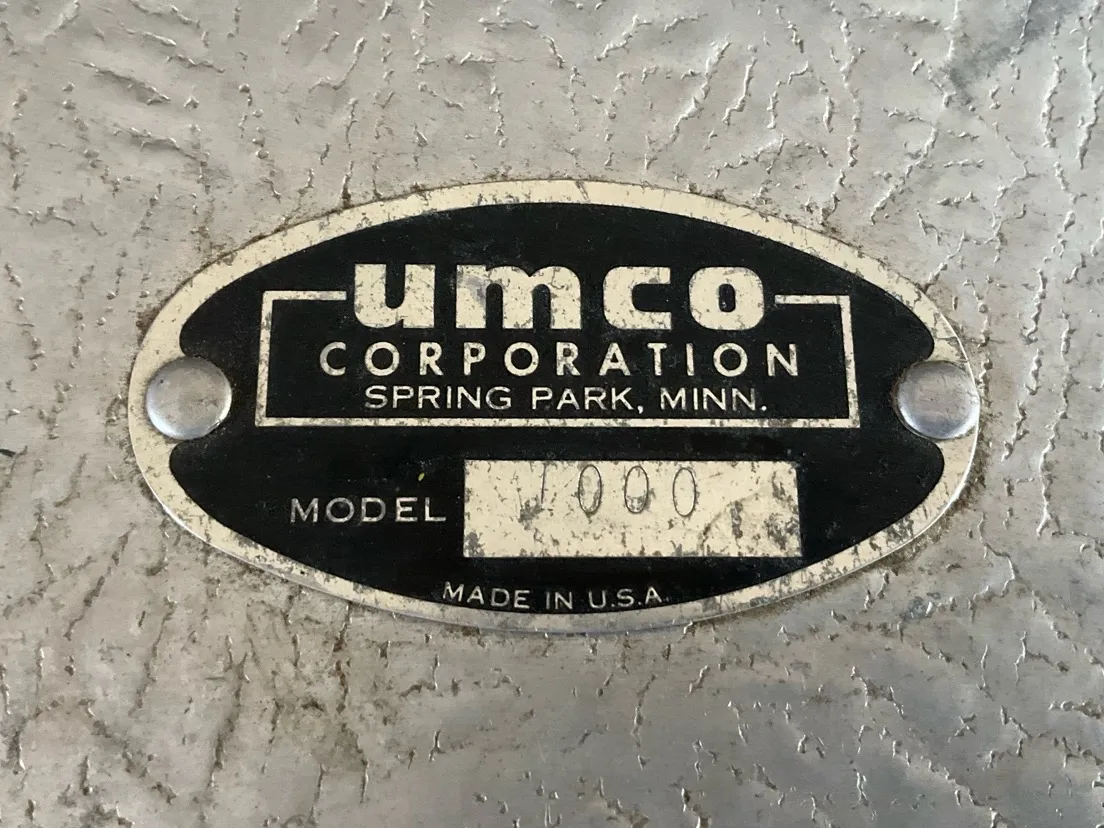 umco
CORPORATION
SPRING PARK, MINN.
MODEL 1000
MADE IN U.S.A.